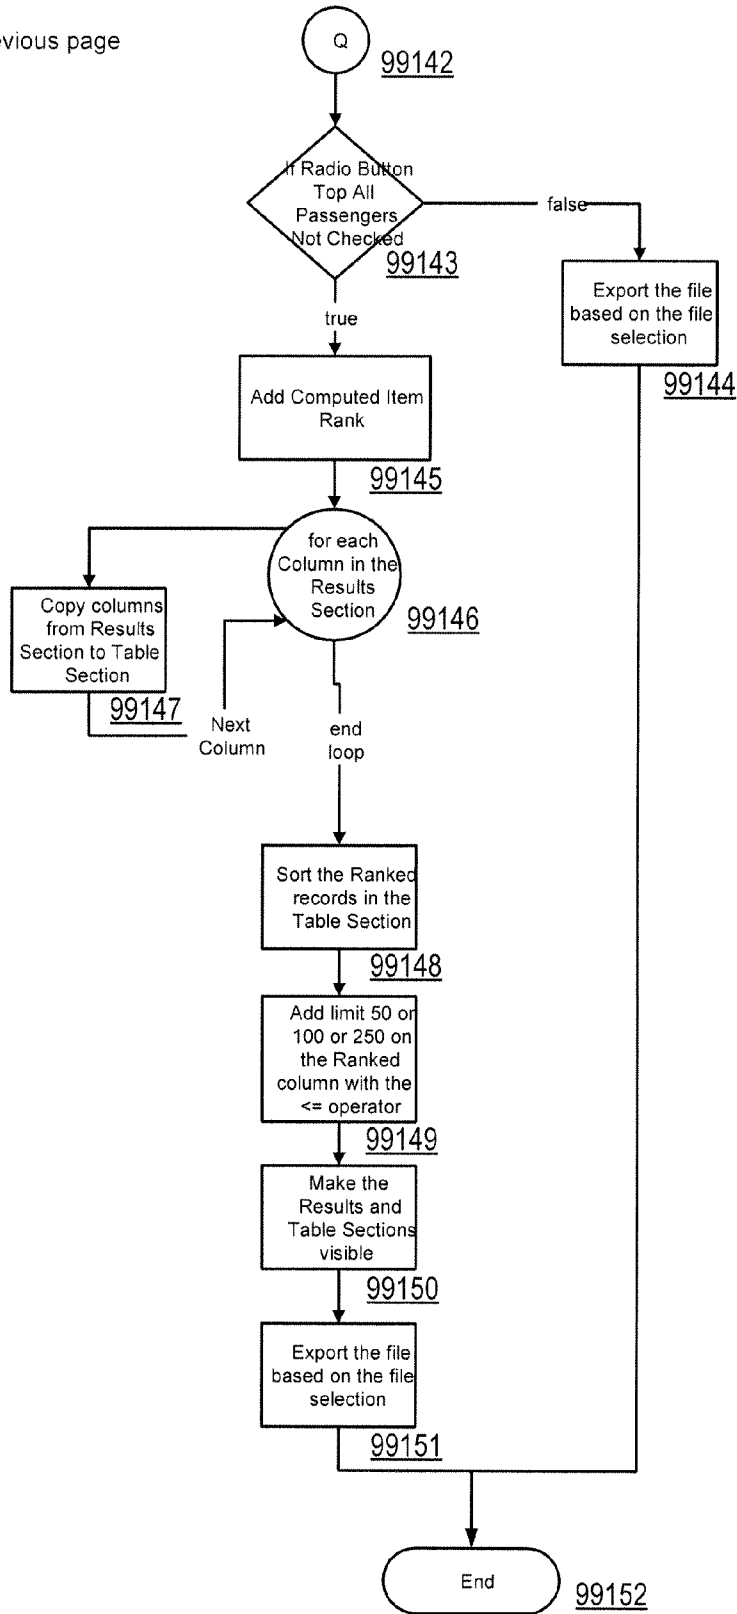 evious page
Q
99142
If Radio Button
Top All
Passengers
Not Checked
99143
false
Export the file
based on the file
selection
99144
true
Add Computed Item
Rank
99145
for each
Column in the
Results
Section
99146
Copy columns
from Results
Section to Table
Section
99147
Next
Column
end
loop
Sort the Ranked
records in the
Table Section
99148
Add limit 50 or
100 or 250 on
the Ranked
column with the
<= operator
99149
Make the
Results and
Table Sections
visible
99150
Export the file
based on the file
selection
99151
End
99152